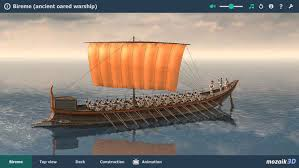 Bireme (ancient oared warship)
mozaik3D
Bireme
Top view
Deck
Construction
Animation